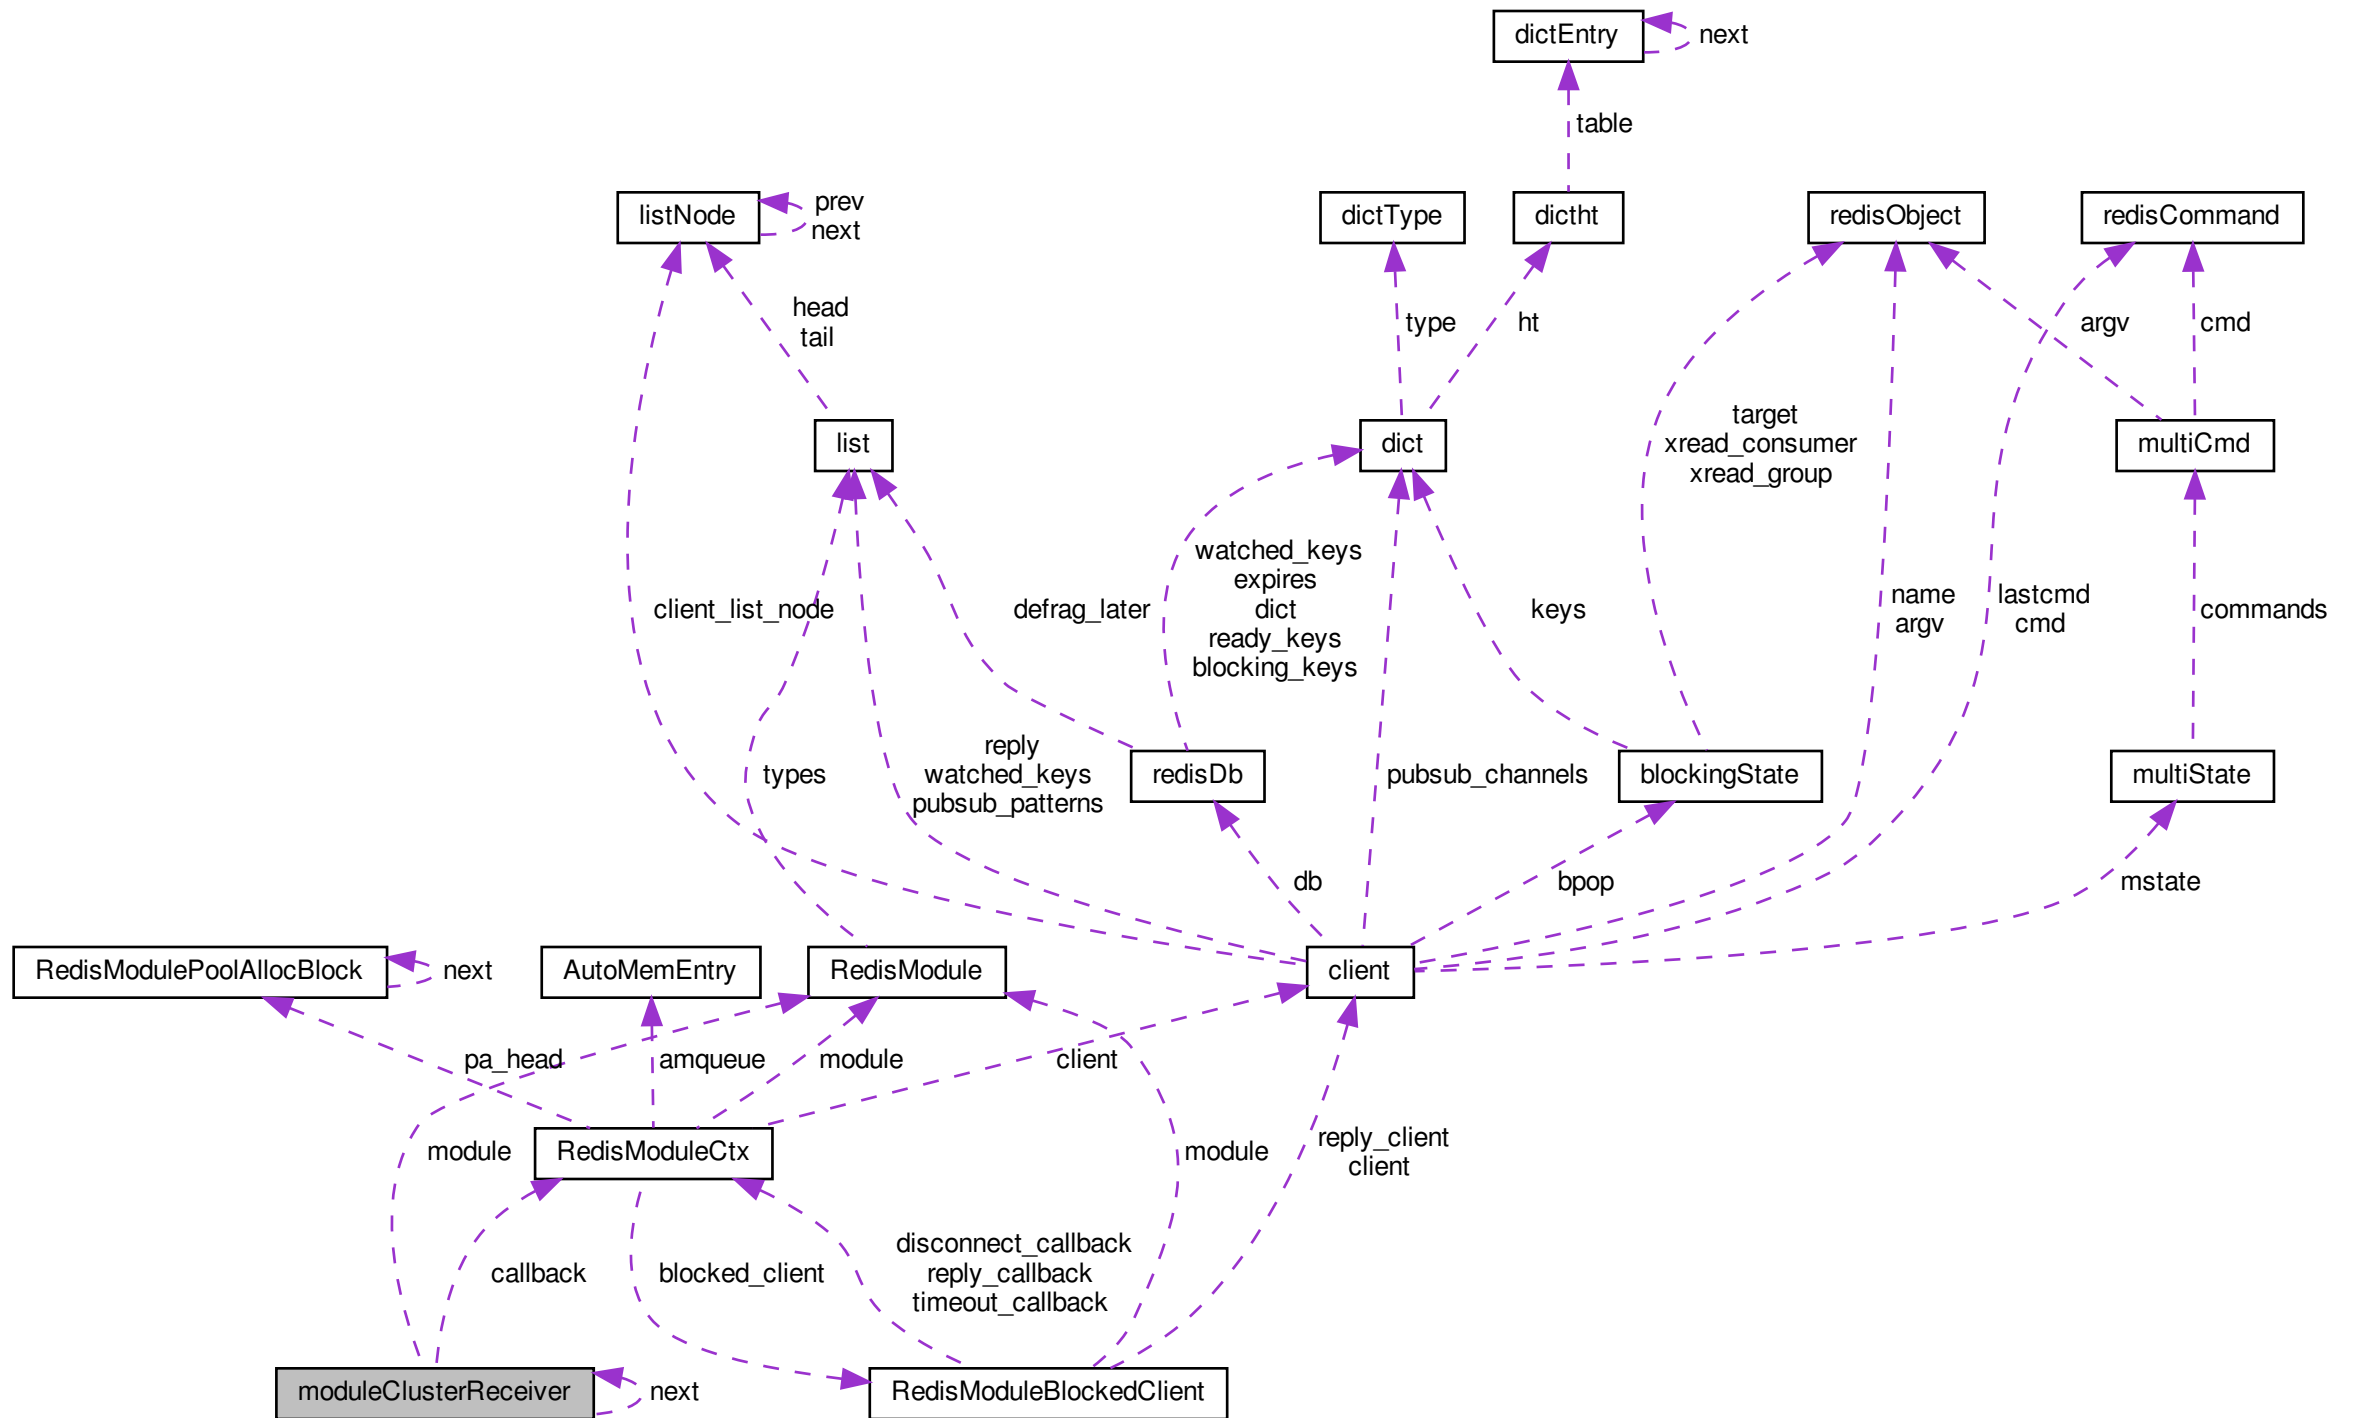 dictEntry
next
table
listNode
prev
next
dictType
dictht
redisObject
redisCommand
head
tail
type
ht
argv
cmd
list
dict
target
xread_consumer
xread_group
multiCmd
client_list_node
defrag_later
watched_keys
expires
dict
ready_keys
blocking_keys
keys
name
argv
lastcmd
cmd
commands
types
reply
watched_keys
pubsub_patterns
redisDb
pubsub_channels
blockingState
multiState
db
bpop
mstate
RedisModulePoolAllocBlock
next
AutoMemEntry
RedisModule
client
pa_head
amqueue
module
client
module
RedisModuleCtx
module
reply_client
client
callback
blocked_client
disconnect_callback
reply_callback
timeout_callback
moduleClusterReceiver
next
RedisModuleBlockedClient